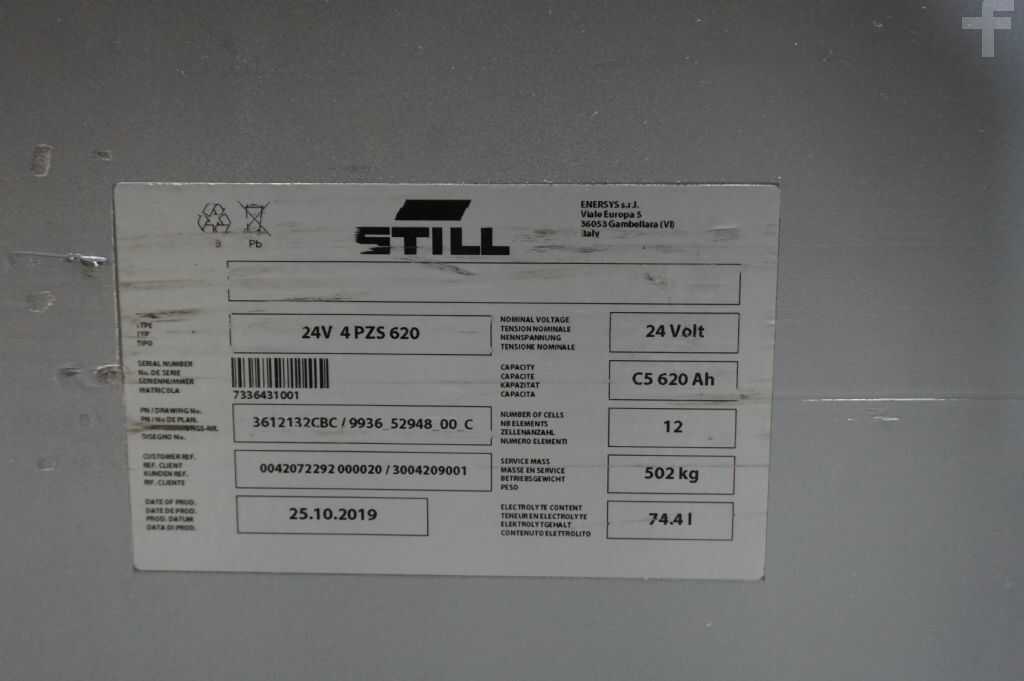 B Pb
STILL
ENERSYS s.r.l.
Viale Europa 5
36053 Gambellara (VI)
Italy
TYPE
TYP
TIPO
24V 4 PZS 620
NOMINAL VOLTAGE
TENSION NOMINALE
NENNSPANNUNG
TENSIONE NOMINALE
24 Volt
SERIAL NUMBER
No. DE SERIE
SERIENNUMMER
MATRICOLA
7336431001
CAPACITY
CAPACITE
KAPAZITAT
CAPACITA
C5 620 Ah
PN / DRAWING No.
PN / No DE PLAN.
DISEGNO No.
3612132CBC / 9936_52948_00_C
NUMBER OF CELLS
NB ELEMENTS
ZELLENANZAHL
NUMERO ELEMENTI
12
CUSTOMER REF.
REF. CLIENT
KUNDEN REF.
RIF. CLIENTE
0042072292 000020 / 3004209001
SERVICE MASS
MASSE EN SERVICE
BETRIEBSGEWICHT
PESO
502 kg
DATE OF PROD.
DATE DE PROD.
PROD. DATUM
DATA DI PROD.
25.10.2019
ELECTROLYTE CONTENT
TENEUR EN ELECTROLYTE
ELEKTROLYTGEHALT
CONTENUTO ELETTROLITO
74.4 l
f